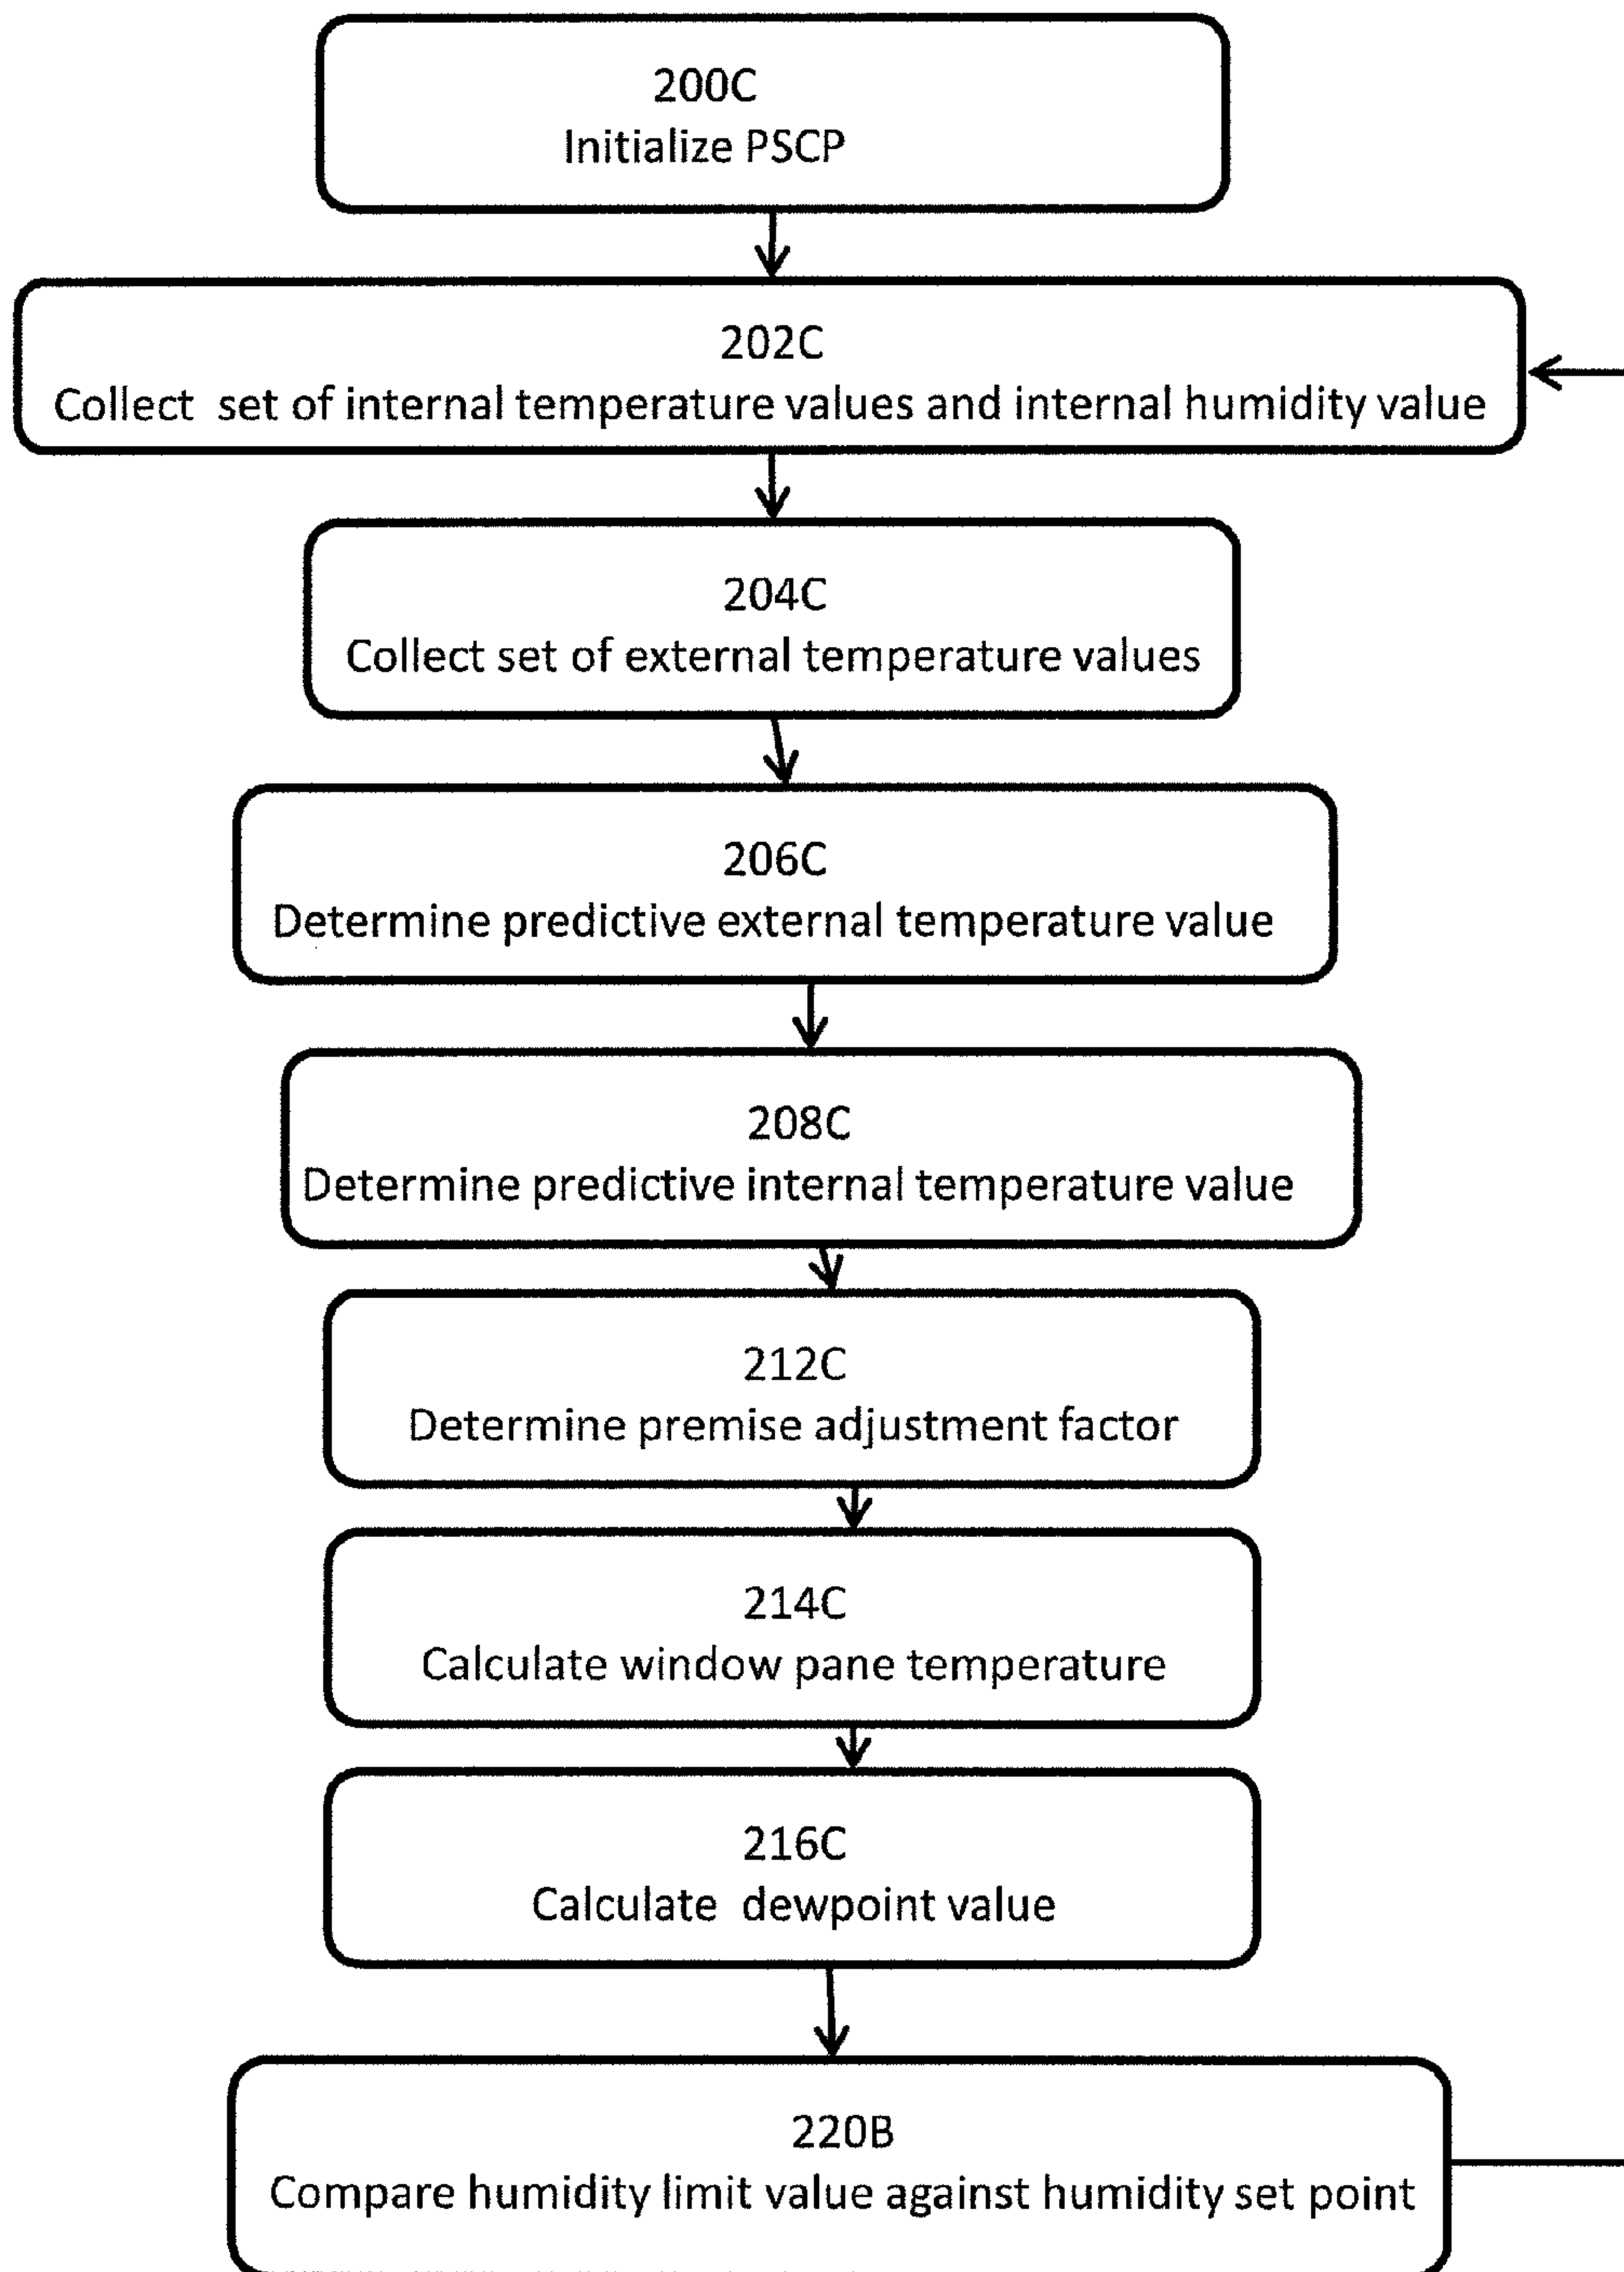 200C
Initialize PSCP
202C
Collect set of internal temperature values and internal humidity value
204C
Collect set of external temperature values
206C
Determine predictive external temperature value
208C
Determine predictive internal temperature value
212C
Determine premise adjustment factor
214C
Calculate window pane temperature
216C
Calculate dewpoint value
220B
Compare humidity limit value against humidity set point